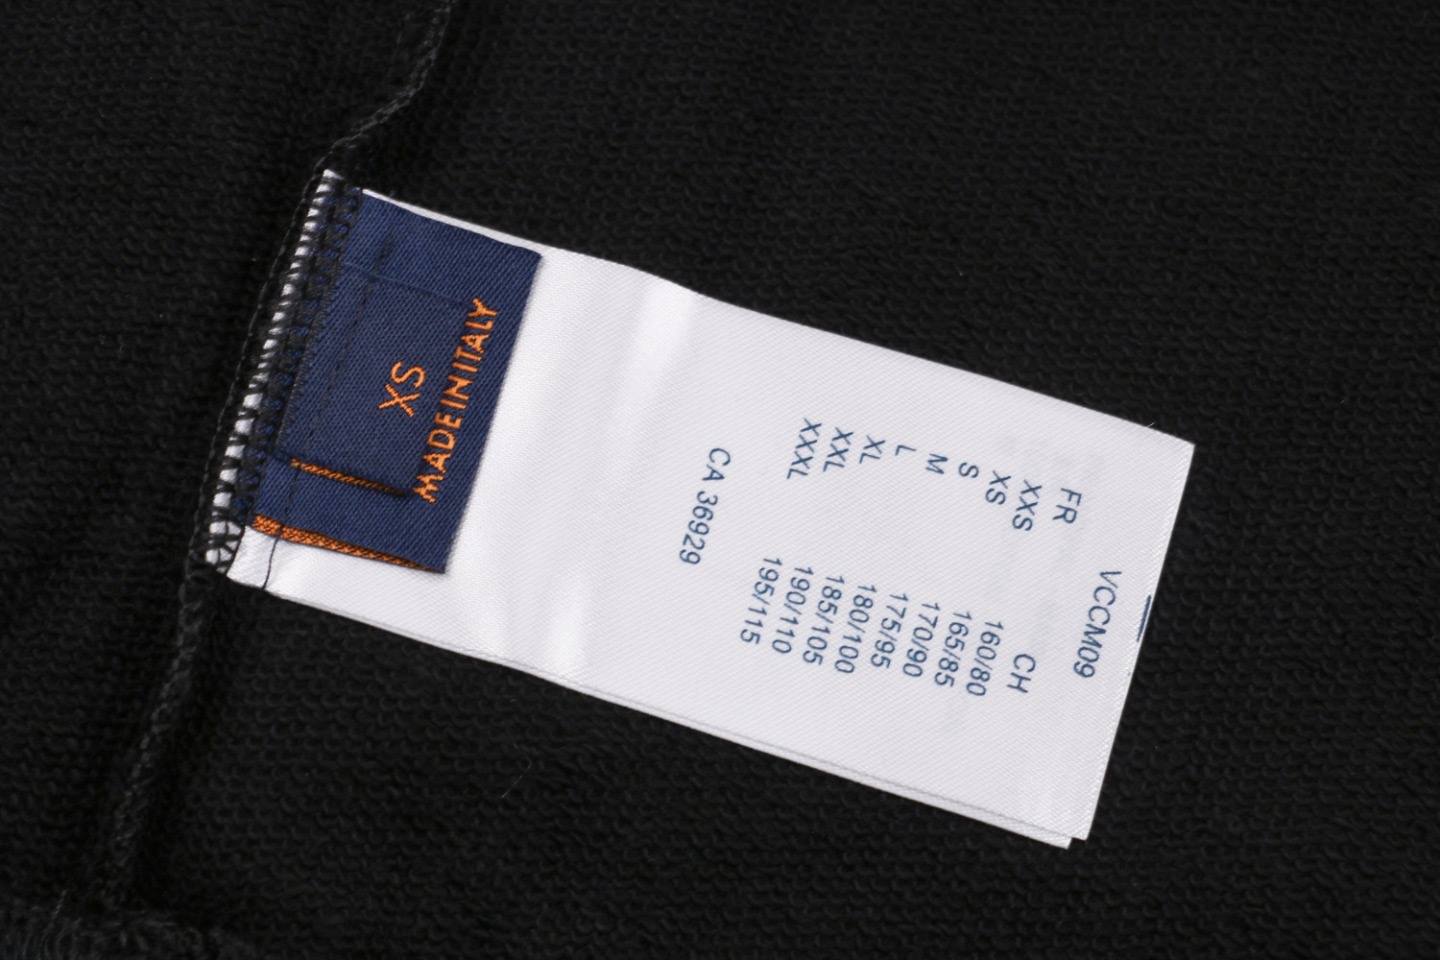 XS
MADE IN ITALY
VCCM09
FR CH
XXS 160/80
XS 165/85
S 170/90
M 175/95
L 180/100
XL 185/105
XXL 190/110
XXXL 195/115
CA 36929